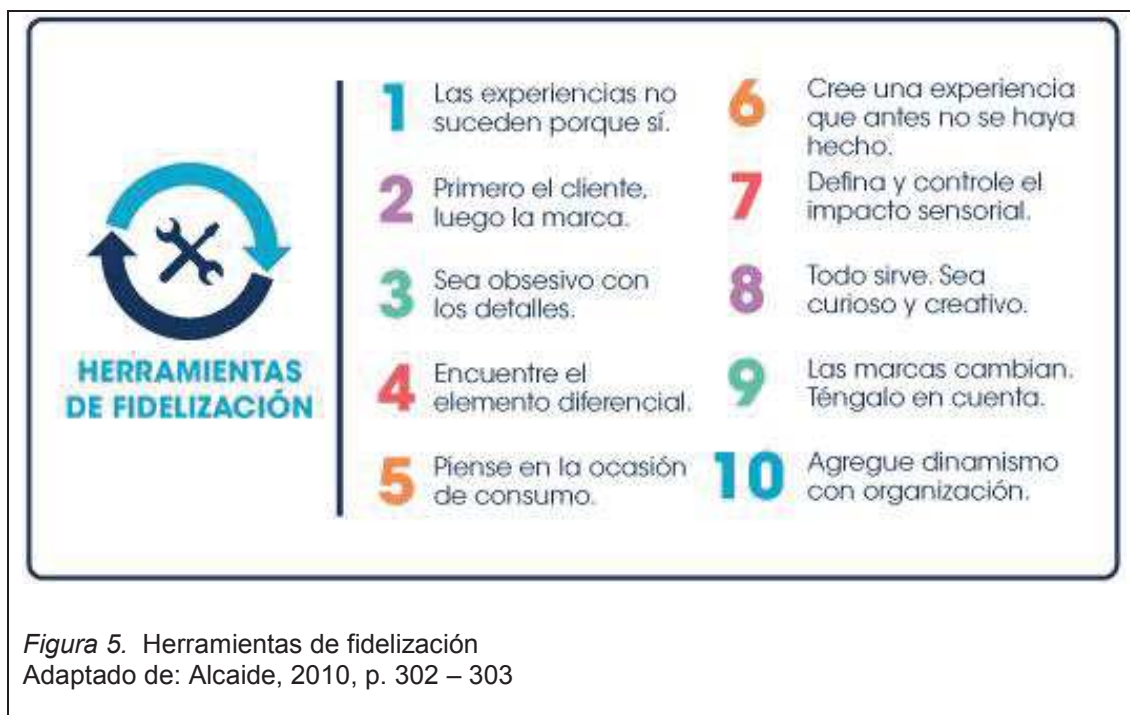 HERRAMIENTAS
DE FIDELIZACIÓN
1 Las experiencias no
suceden porque sí.
2 Primero el cliente,
luego la marca.
3 Sea obsesivo con
los detalles.
4 Encuentre el
elemento diferencial.
5 Piense en la ocasión
de consumo.
6 Cree una experiencia
que antes no se haya
hecho.
7 Defina y controle el
impacto sensorial.
8 Todo sirve. Sea
curioso y creativo.
9 Las marcas cambian.
Téngalo en cuenta.
10 Agregue dinamismo
con organización.
Figura 5. Herramientas de fidelización
Adaptado de: Alcaide, 2010, p. 302 – 303